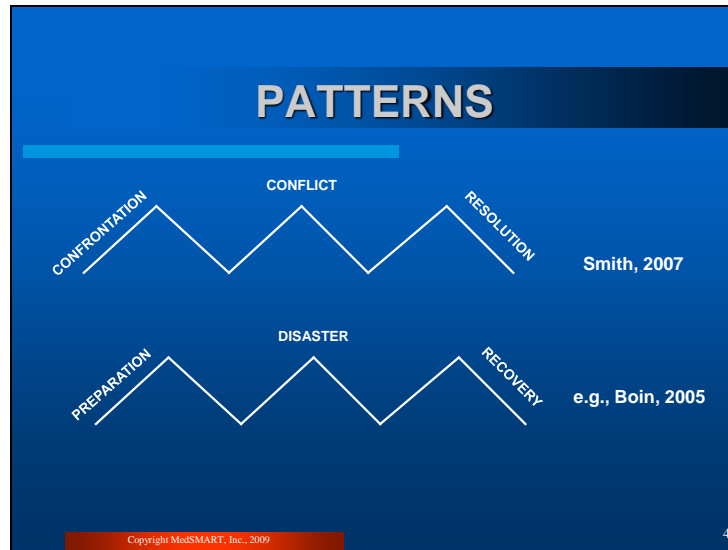 PATTERNS
CONFLICT
CONFRONTATION
RESOLUTION
Smith, 2007
DISASTER
PREPARATION
RECOVERY
e.g., Boin, 2005
Copyright MedSMART, Inc., 2009
4